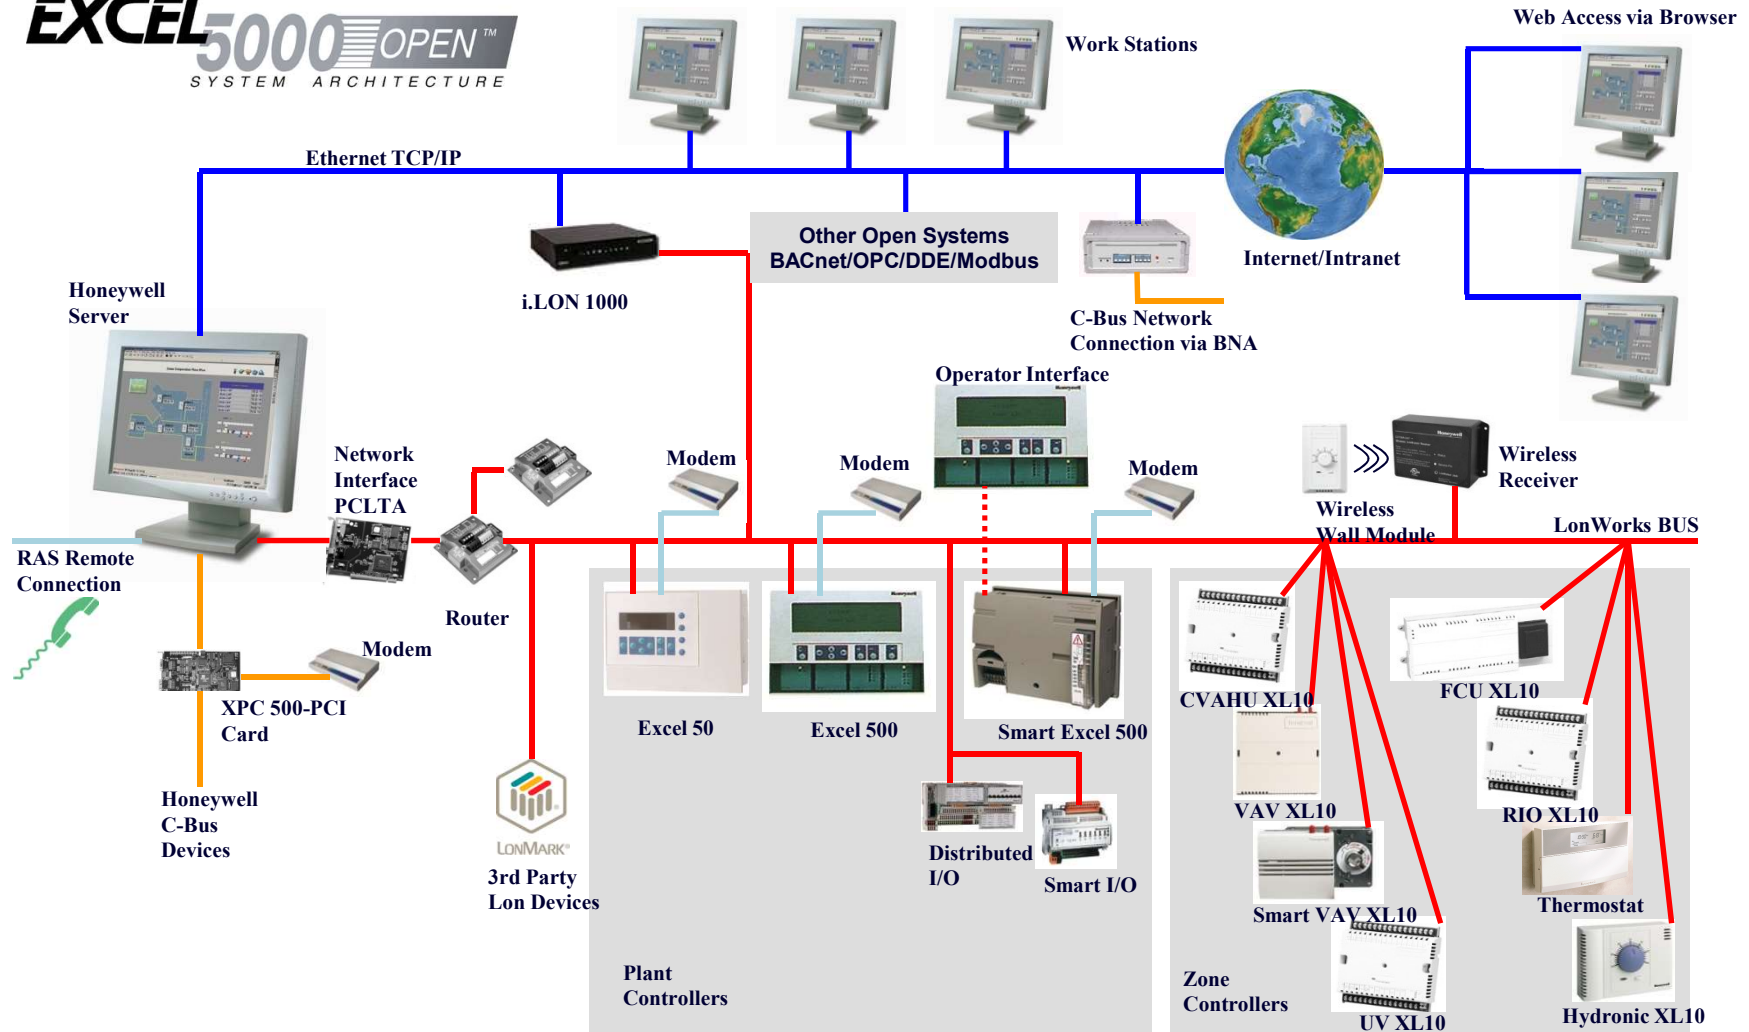 EXCEL
5000 OPEN™
SYSTEM ARCHITECTURE
Web Access via Browser
Work Stations
Ethernet TCP/IP
Other Open Systems
BACnet/OPC/DDE/Modbus
Internet/Intranet
Honeywell
Server
i.LON 1000
C-Bus Network
Connection via BNA
Operator Interface
Honeywell
Network
Interface
PCLTA
Modem
Modem
Modem
Honeywell
Wireless
Receiver
Wireless
Wall Module
LonWorks BUS
RAS Remote
Connection
Router
Modem
XPC 500-PCI
Card
Honeywell
C-Bus
Devices
LONMARK®
3rd Party
Lon Devices
Excel 50
Honeywell
Excel 500
Smart Excel 500
Distributed
I/O
Smart I/O
Plant
Controllers
CVAHU XL10
FCU XL10
VAV XL10
RIO XL10
Smart VAV XL10
Thermostat
UV XL10
Hydronic XL10
Zone
Controllers